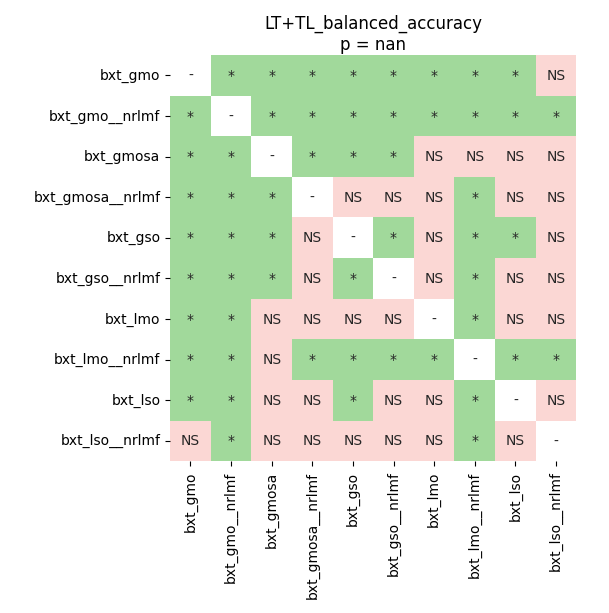 LT+TL_balanced_accuracy
p = nan
bxt_gmo - * * * * * * * * NS
bxt_gmo__nrlmf * - * * * * * * * *
bxt_gmosa * * - * * * NS NS NS NS
bxt_gmosa__nrlmf * * * - NS NS NS * NS NS
bxt_gso * * * NS - * NS * * NS
bxt_gso__nrlmf * * * NS * - NS * NS NS
bxt_lmo * * NS NS NS NS - * NS NS
bxt_lmo__nrlmf * * NS * * * * - * *
bxt_lso * * NS NS * NS NS * - NS
bxt_lso__nrlmf NS * NS NS NS NS NS * NS -
bxt_gmo
bxt_gmo__nrlmf
bxt_gmosa
bxt_gmosa__nrlmf
bxt_gso
bxt_gso__nrlmf
bxt_lmo
bxt_lmo__nrlmf
bxt_lso
bxt_lso__nrlmf